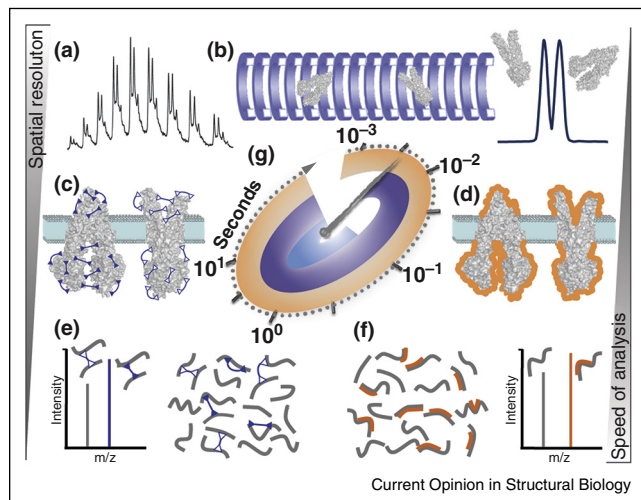 Spatial resolution
(a)
(b)
10⁻³
10⁻²
(g)
(c)
(d)
Seconds
10¹
10⁻¹
10⁰
(e)
(f)
Intensity
m/z
Intensity
m/z
Speed of analysis
Current Opinion in Structural Biology